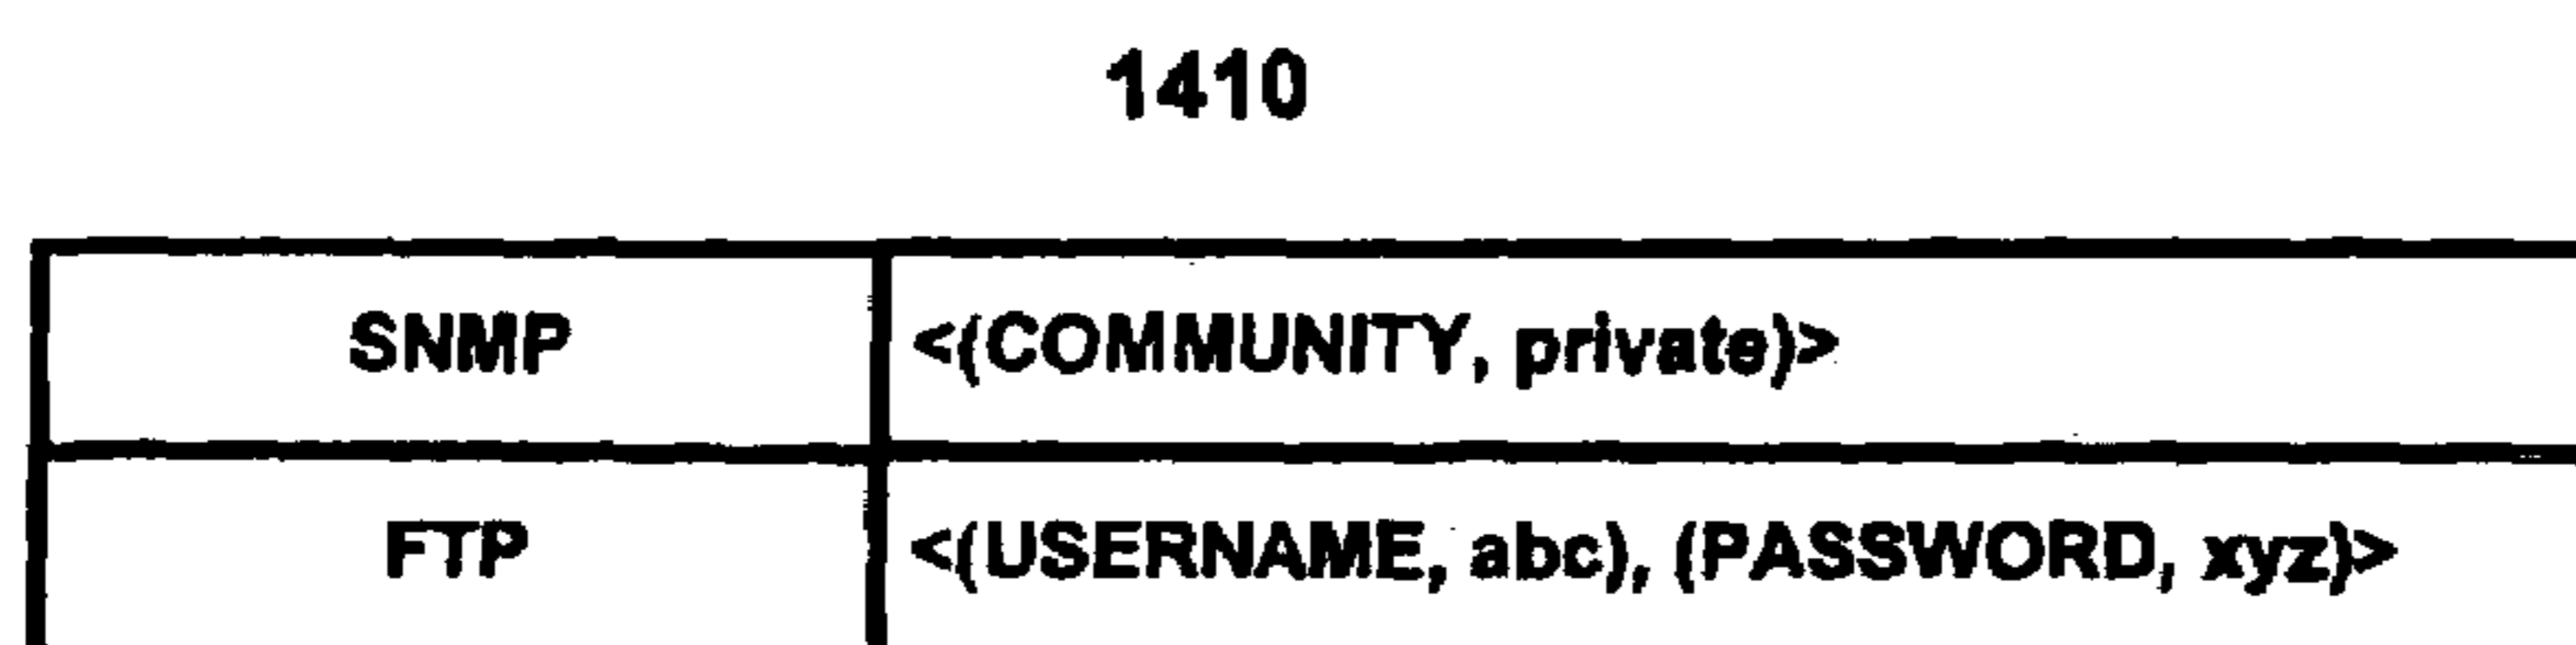 1410
SNMP <(COMMUNITY, private)>
FTP <(USERNAME, abc), (PASSWORD, xyz)>